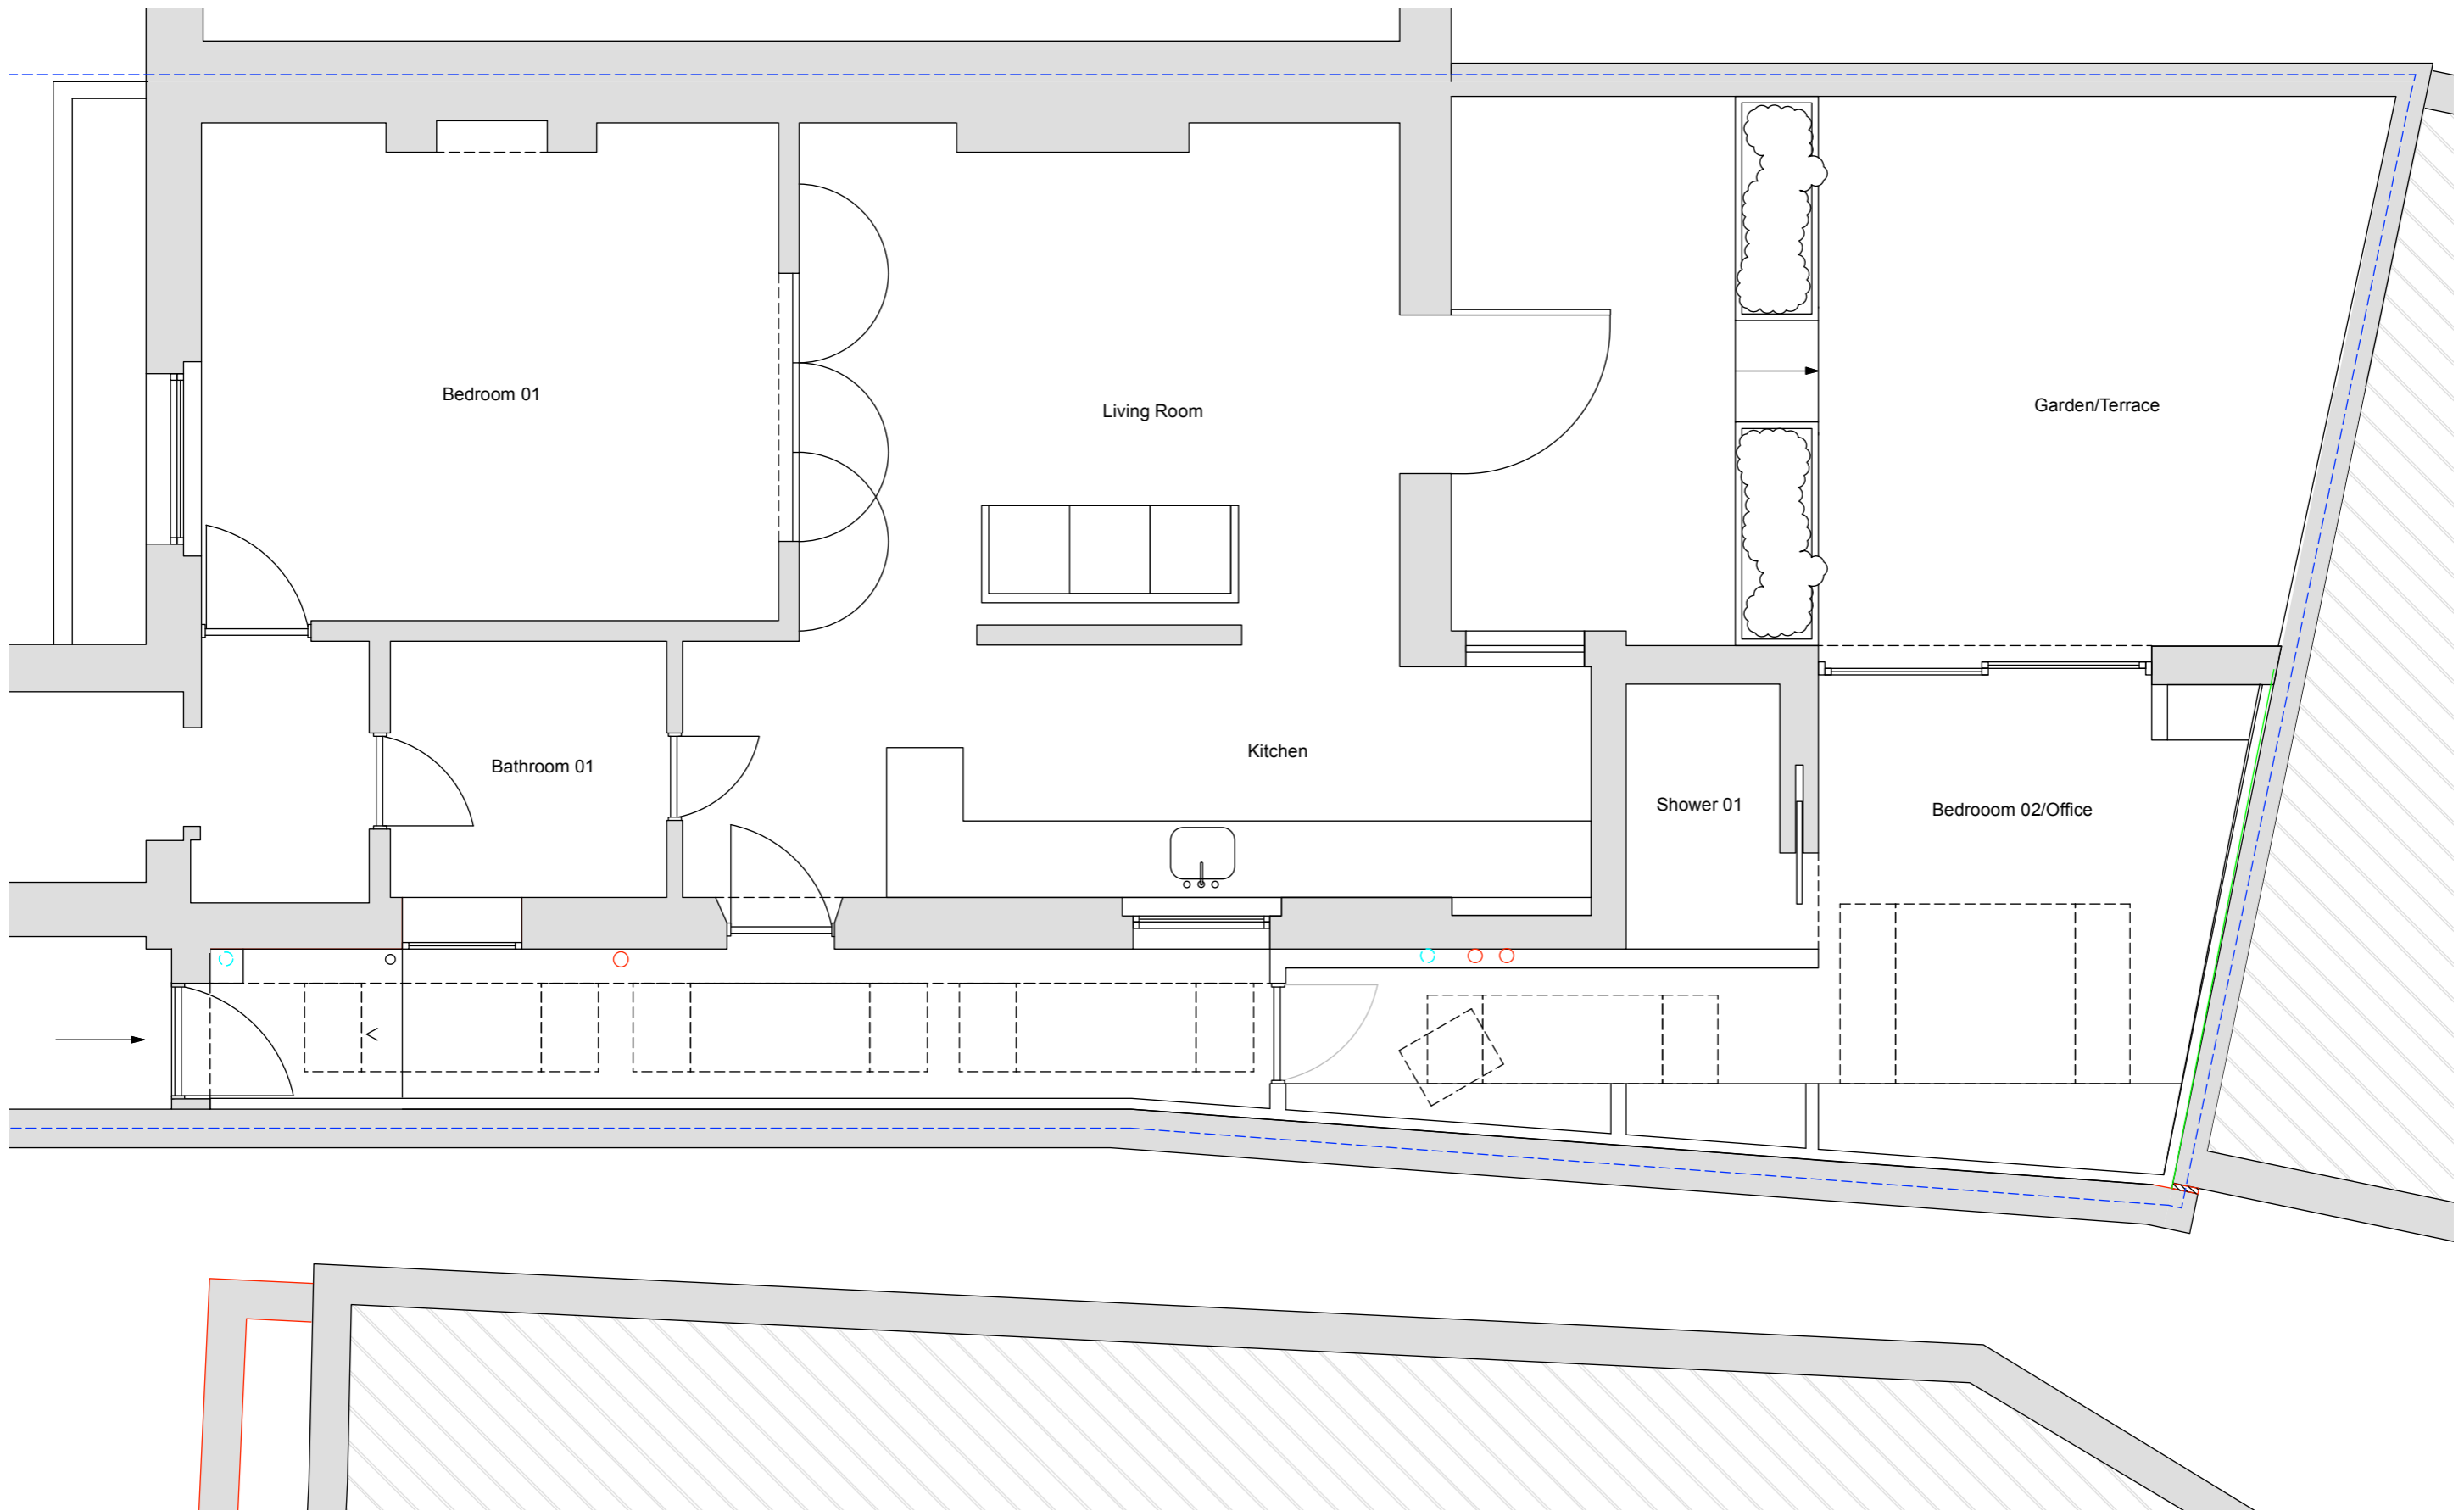 Bedroom 01
Living Room
Garden/Terrace
Bathroom 01
Kitchen
Shower 01
Bedrooom 02/Office